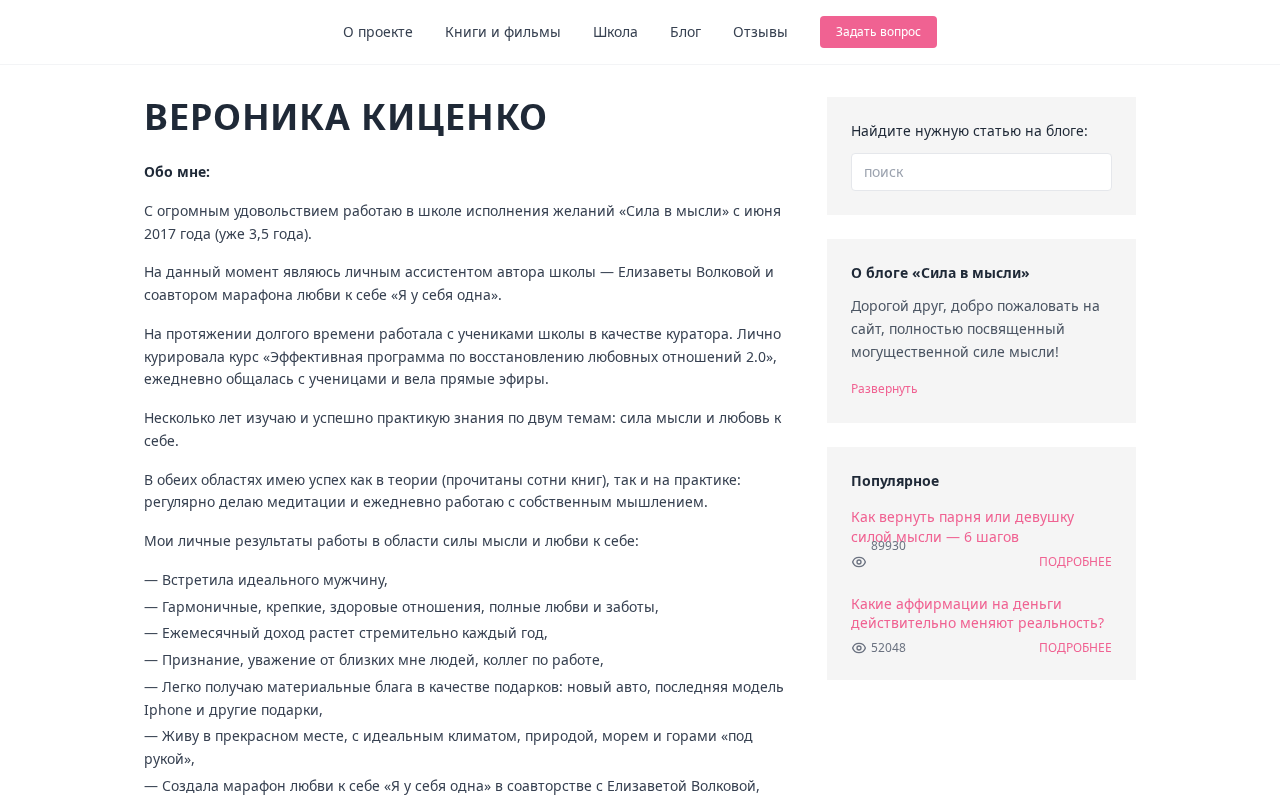 О проекте Книги и фильмы Школа Блог Отзывы Задать вопрос
ВЕРОНИКА КИЦЕНКО
Обо мне:
С огромным удовольствием работаю в школе исполнения желаний «Сила в мысли» с июня
2017 года (уже 3,5 года).
На данный момент являюсь личным ассистентом автора школы — Елизаветы Волковой и
соавтором марафона любви к себе «Я у себя одна».
На протяжении долгого времени работала с учениками школы в качестве куратора. Лично
курировала курс «Эффективная программа по восстановлению любовных отношений 2.0»,
ежедневно общалась с ученицами и вела прямые эфиры.
Несколько лет изучаю и успешно практикую знания по двум темам: сила мысли и любовь к
себе.
В обеих областях имею успех как в теории (прочитаны сотни книг), так и на практике:
регулярно делаю медитации и ежедневно работаю с собственным мышлением.
Мои личные результаты работы в области силы мысли и любви к себе:
— Встретила идеального мужчину,
— Гармоничные, крепкие, здоровые отношения, полные любви и заботы,
— Ежемесячный доход растет стремительно каждый год,
— Признание, уважение от близких мне людей, коллег по работе,
— Легко получаю материальные блага в качестве подарков: новый авто, последняя модель
Iphone и другие подарки,
— Живу в прекрасном месте, с идеальным климатом, природой, морем и горами «под
рукой»,
— Создала марафон любви к себе «Я у себя одна» в соавторстве с Елизаветой Волковой,
Найдите нужную статью на блоге:
поиск
О блоге «Сила в мысли»
Дорогой друг, добро пожаловать на
сайт, полностью посвященный
могущественной силе мысли!
Развернуть
Популярное
Как вернуть парня или девушку
силой мысли — 6 шагов
89930
ПОДРОБНЕЕ
Какие аффирмации на деньги
действительно меняют реальность?
52048 ПОДРОБНЕЕ